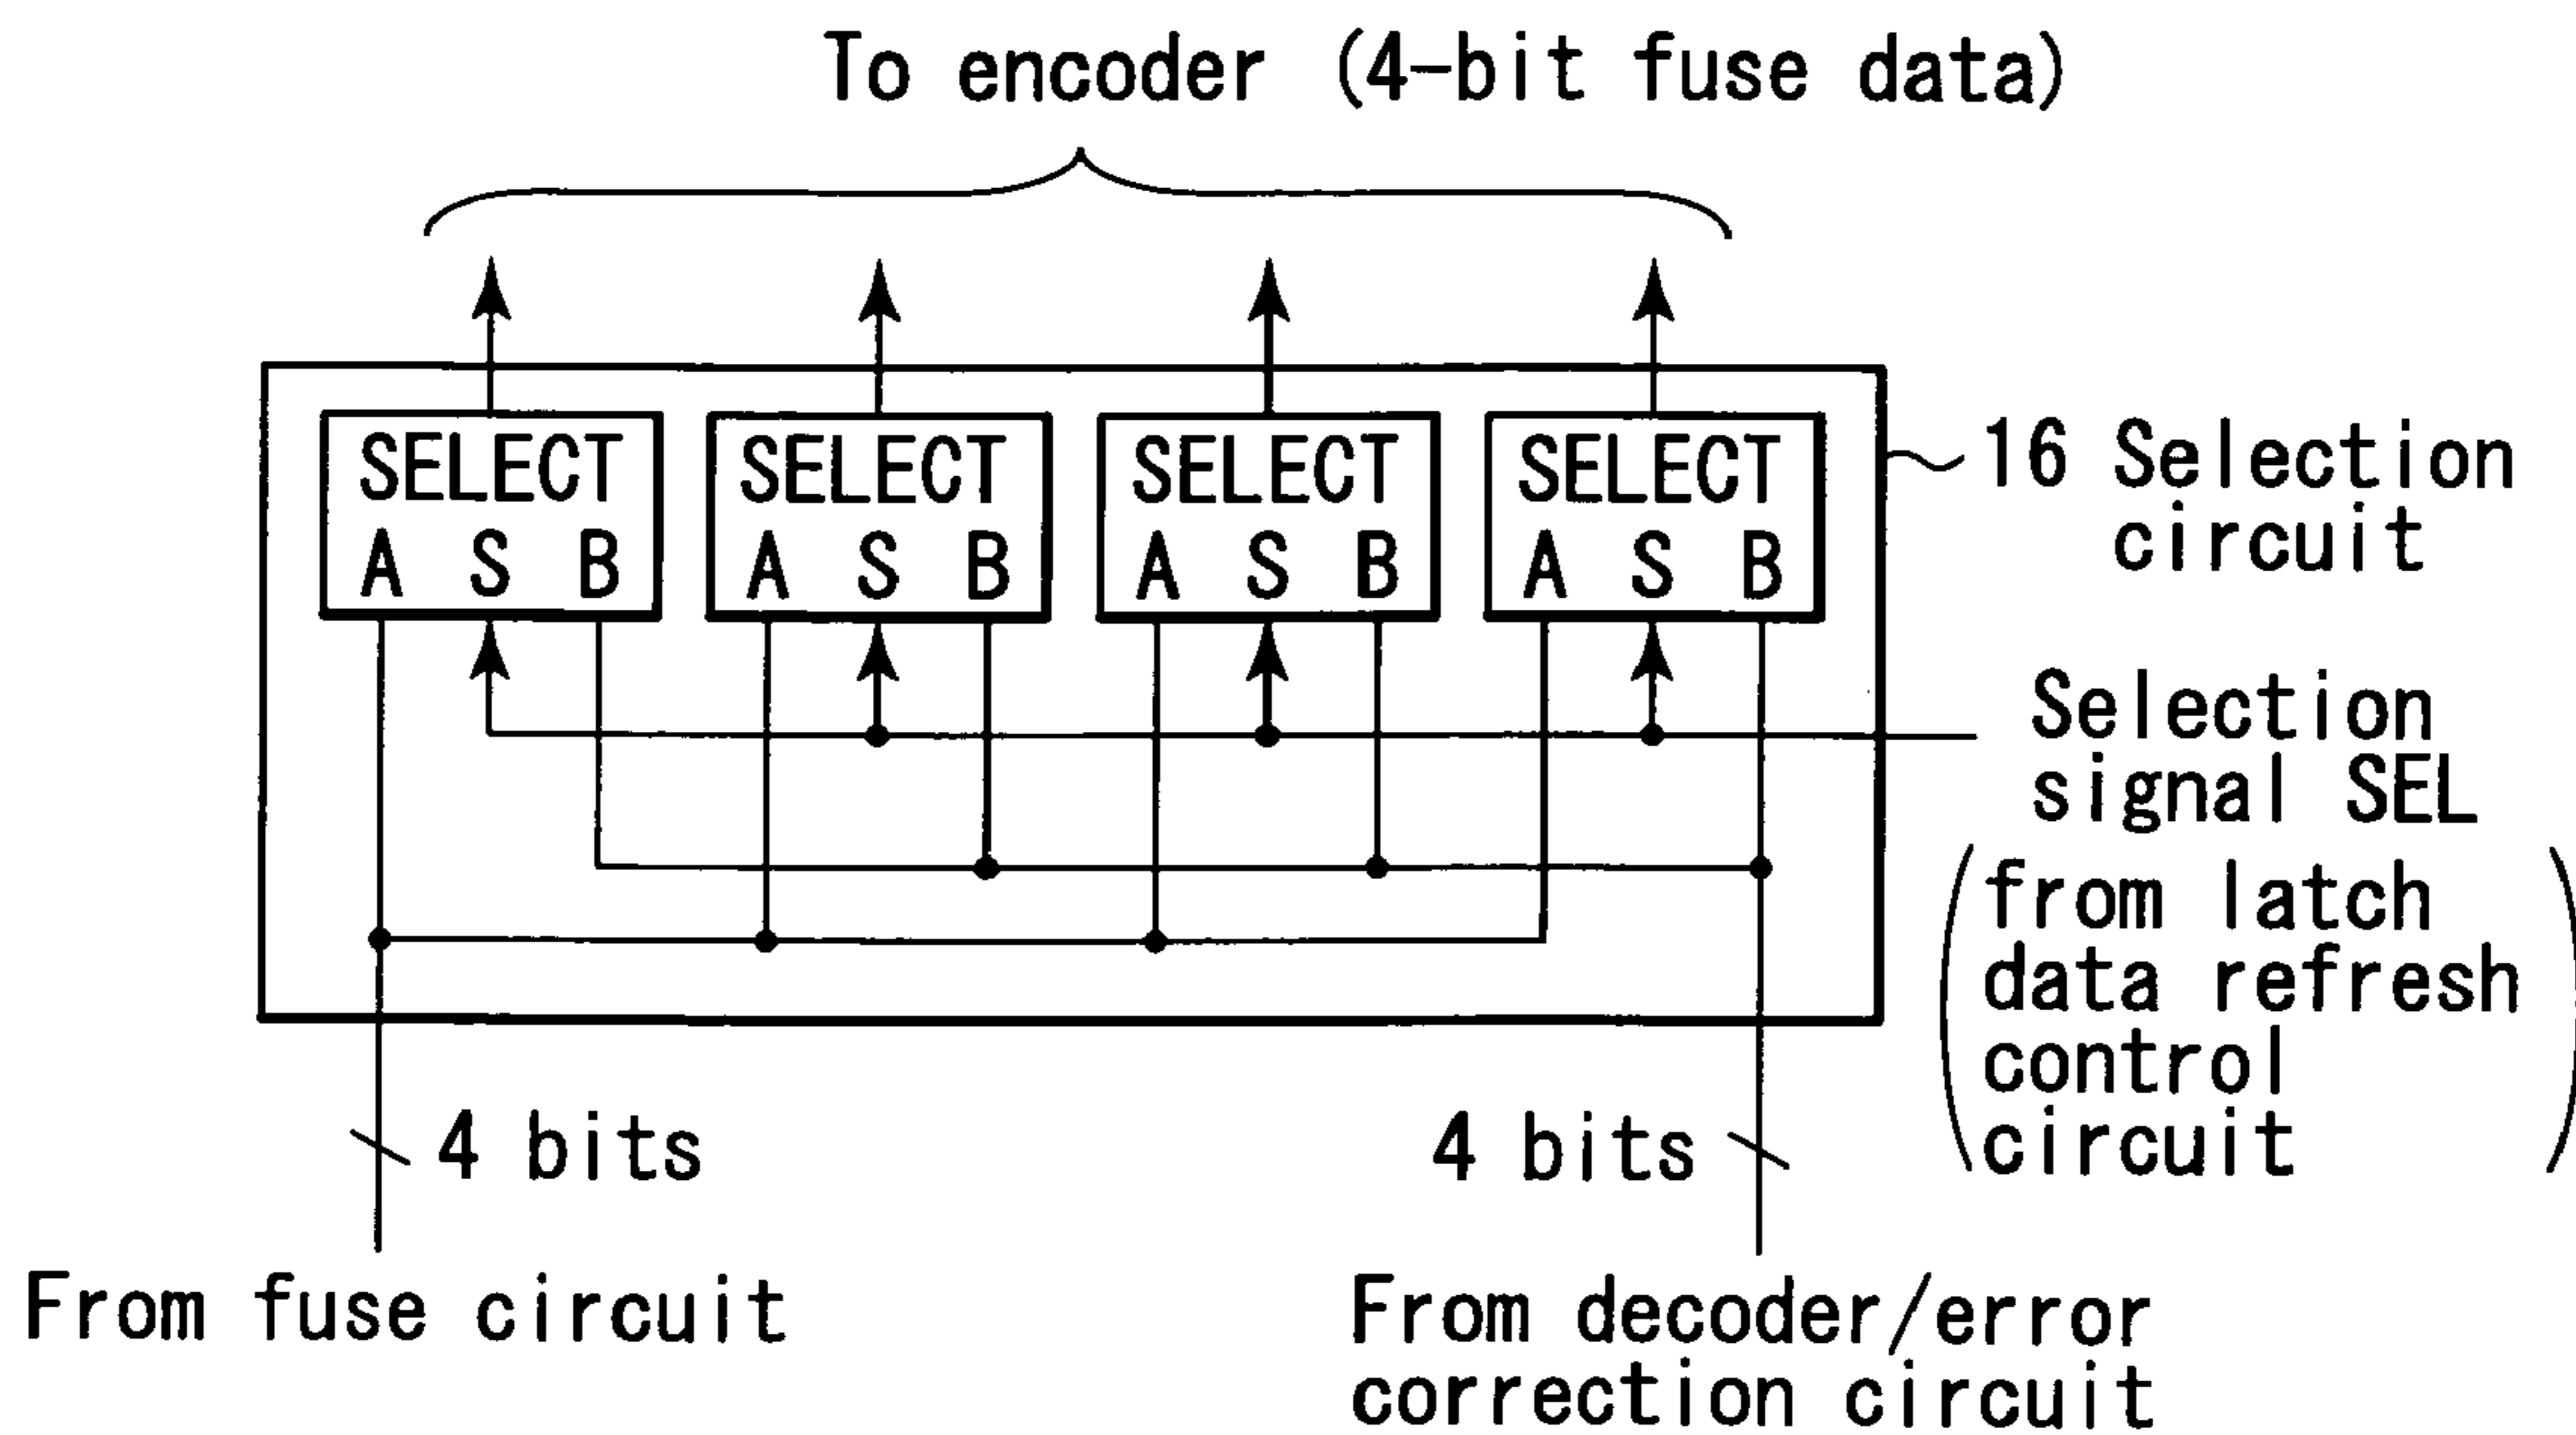 To encoder (4-bit fuse data)
SELECT SELECT SELECT SELECT
A S B A S B A S B A S B
16 Selection
circuit
Selection
signal SEL
(from latch
data refresh
control
circuit)
4 bits
4 bits
From fuse circuit
From decoder/error
correction circuit